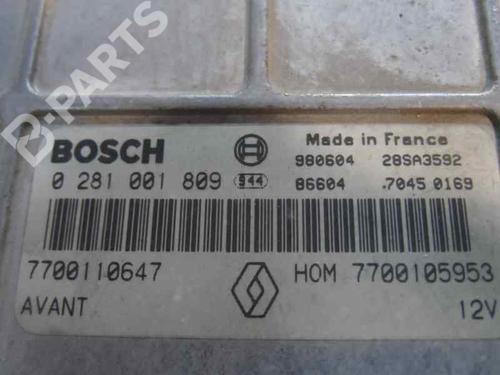 B-PARTS
BOSCH
Made in France
980604 28SA3592
0 281 001 809 944 86604 .7045 0169
7700110647 HOM 7700105953
AVANT 12V